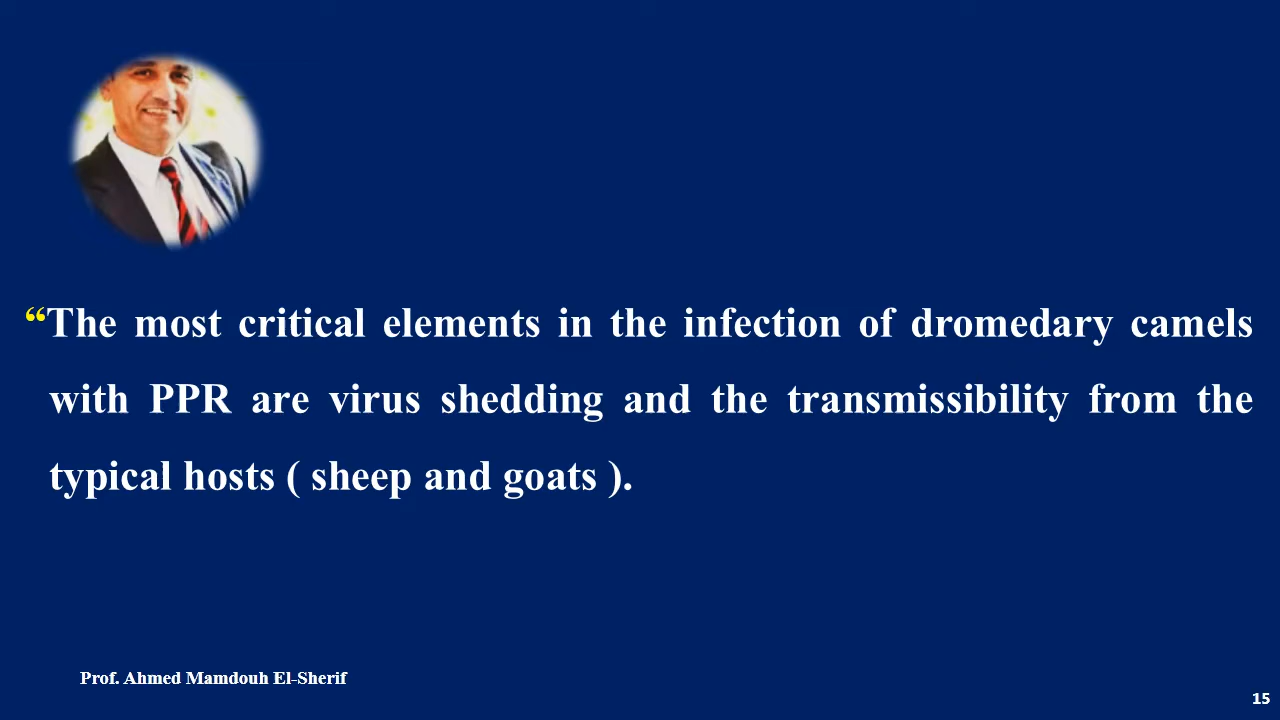 “The most critical elements in the infection of dromedary camels
with PPR are virus shedding and the transmissibility from the
typical hosts ( sheep and goats ).
Prof. Ahmed Mamdouh El-Sherif
15